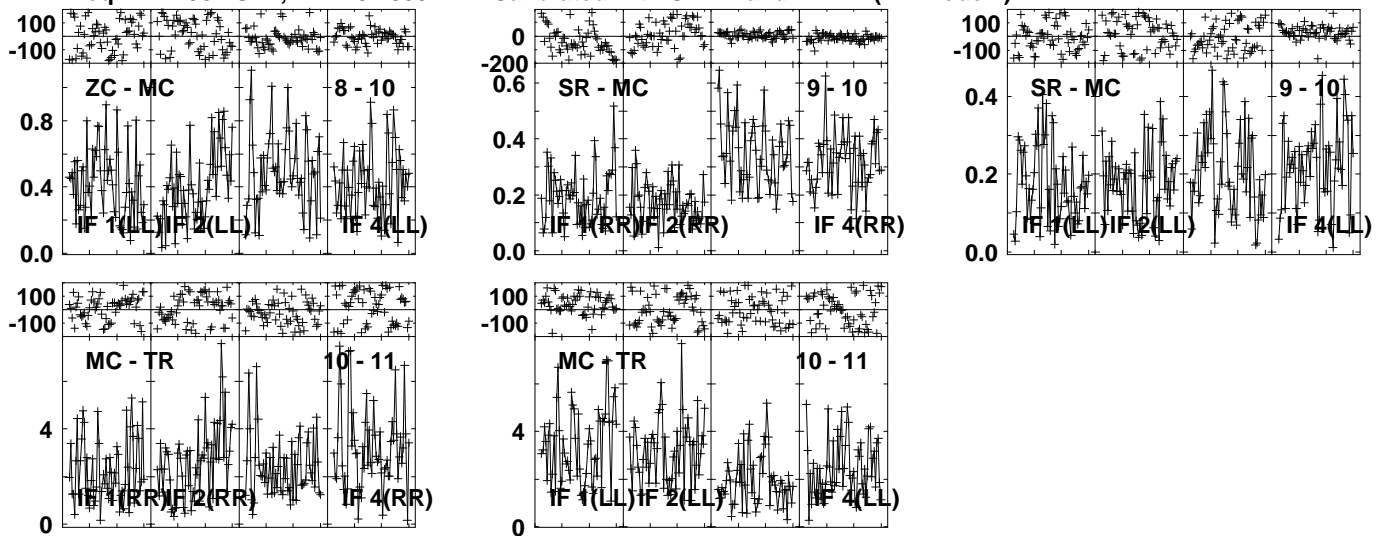 100
-100
ZC - MC 8 - 10
0.8
0.4
0.0
IF 1(LL) IF 2(LL) IF 4(LL)
0
-200
SR - MC 9 - 10
0.6
0.4
0.2
0.0
IF 1(RR) IF 2(RR) IF 4(RR)
100
-100
SR - MC 9 - 10
0.4
0.2
0.0
IF 1(LL) IF 2(LL) IF 4(LL)
100
-100
MC - TR 10 - 11
4
0
IF 1(RR) IF 2(RR) IF 4(RR)
100
-100
MC - TR 10 - 11
4
0
IF 1(LL) IF 2(LL) IF 4(LL)